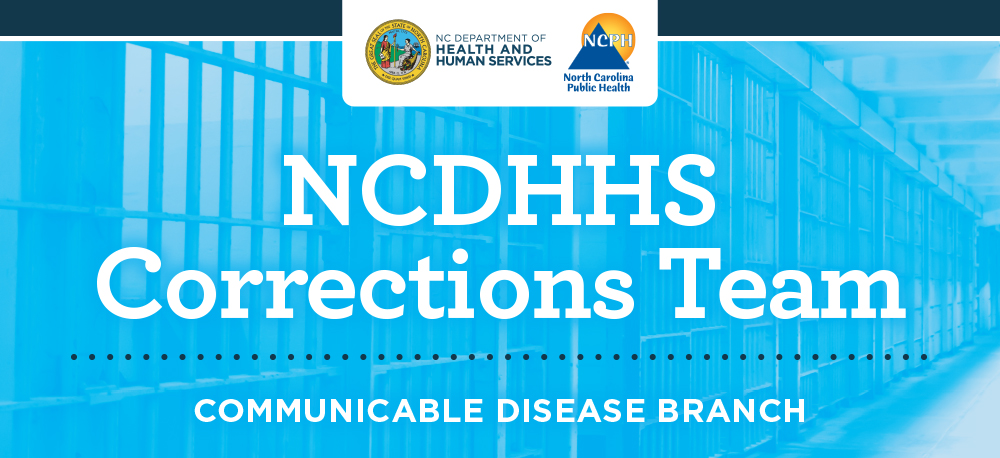 NC DEPARTMENT OF
HEALTH AND
HUMAN SERVICES
NCPH
North Carolina
Public Health
NCDHHS
Corrections Team
COMMUNICABLE DISEASE BRANCH